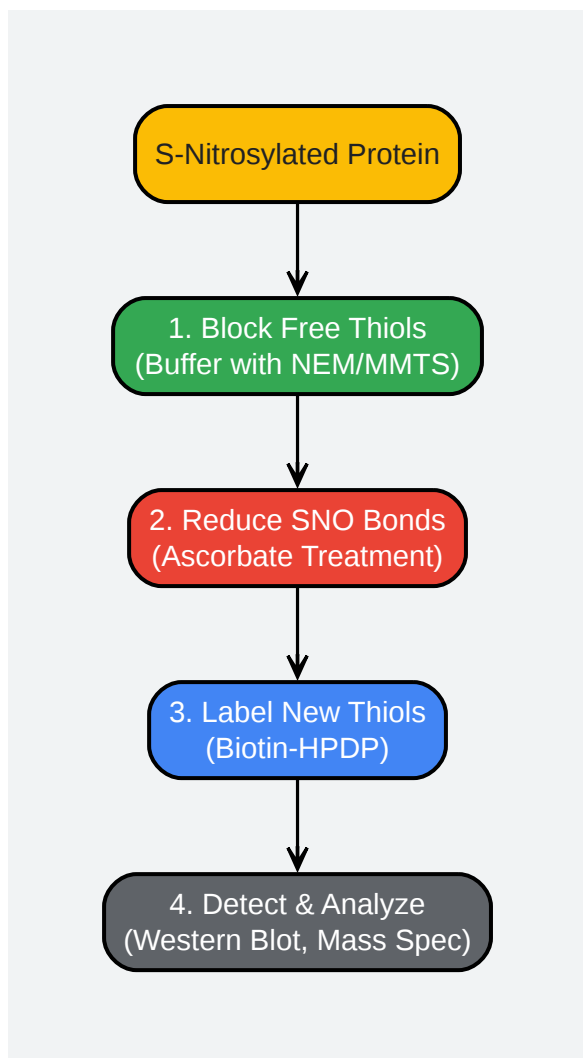 S-Nitrosylated Protein
1. Block Free Thiols
(Buffer with NEM/MMTS)
2. Reduce SNO Bonds
(Ascorbate Treatment)
3. Label New Thiols
(Biotin-HPDP)
4. Detect & Analyze
(Western Blot, Mass Spec)